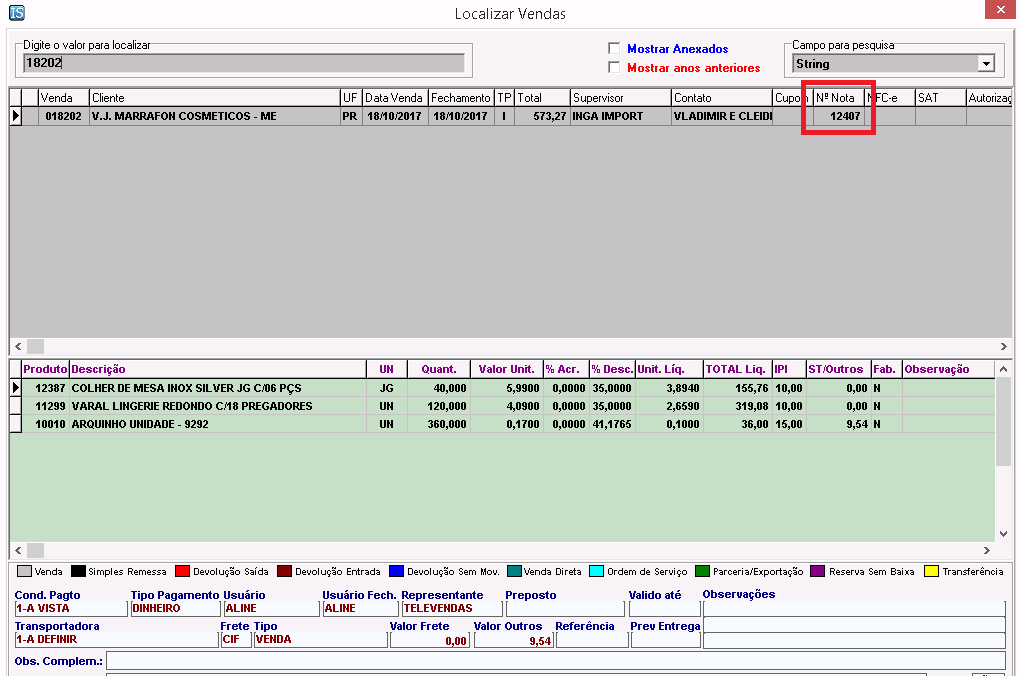 IS Localizar Vendas
Digite o valor para localizar
18202
Mostrar Anexados
Mostrar anos anteriores
Campo para pesquisa
String
Venda Cliente UF Data Venda Fechamento TP Total Supervisor Contato Cupom Nº Nota NFC-e SAT Autorizaç
018202 V.J. MARRAFON COSMETICOS - ME PR 18/10/2017 18/10/2017 I 573,27 INGA IMPORT VLADIMIR E CLEIDI 12407
Produto Descrição UN Quant. Valor Unit. % Acr. % Desc. Unit. Líq. TOTAL Liq. IPI ST/Outros Fab. Observação
12387 COLHER DE MESA INOX SILVER JG C/06 PÇS JG 40,000 5,9900 0,0000 35,0000 3,8940 155,76 10,00 0,00 N
11299 VARAL LINGERIE REDONDO C/18 PREGADORES UN 120,000 4,0900 0,0000 35,0000 2,6590 319,08 10,00 0,00 N
10010 ARQUINHO UNIDADE - 9292 UN 360,000 0,1700 0,0000 41,1765 0,1000 36,00 15,00 9,54 N
Venda Simples Remessa Devolução Saída Devolução Entrada Devolução Sem Mov. Venda Direta Ordem de Serviço Parceria/Exportação Reserva Sem Baixa Transferência
Cond. Pagto Tipo Pagamento Usuário Usuário Fech. Representante Preposto Valido até Observações
1-A VISTA DINHEIRO ALINE ALINE TELEVENDAS
Transportadora Frete Tipo Valor Frete Valor Outros Referência Prev Entrega
1-A DEFINIR CIF VENDA 0,00 9,54
Obs. Complem.: